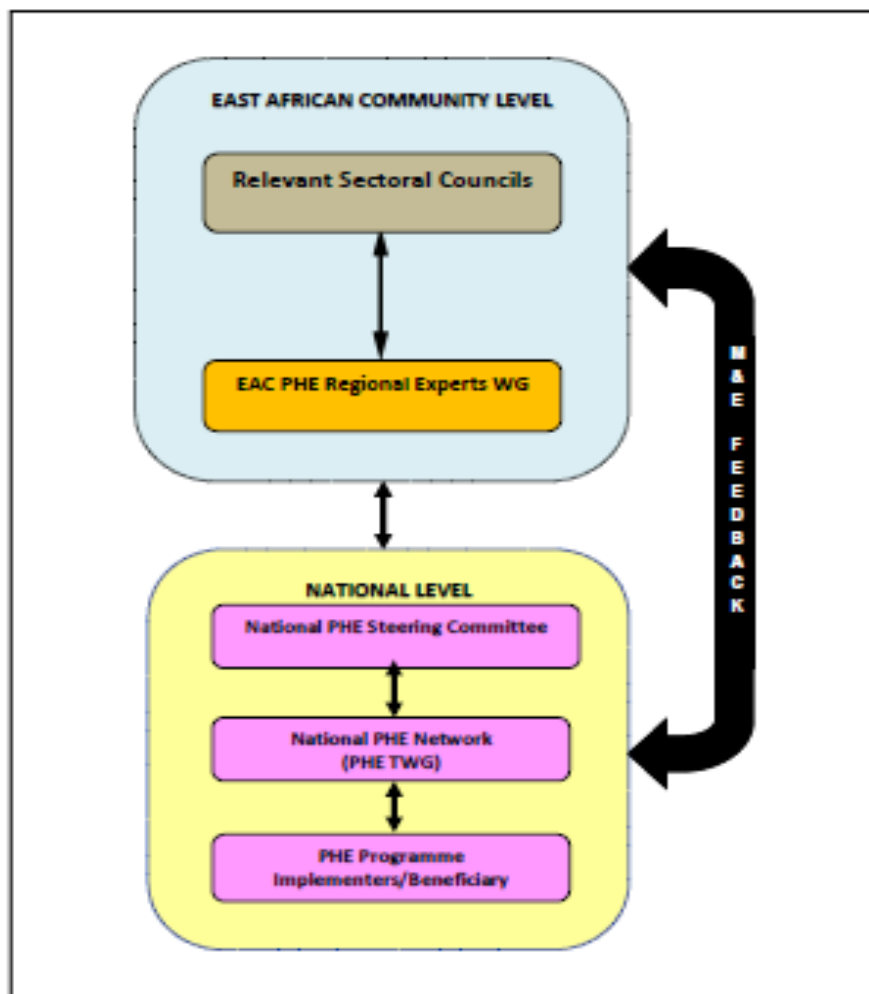 EAST AFRICAN COMMUNITY LEVEL
Relevant Sectoral Councils
EAC PHE Regional Experts WG
M&E FEEDBACK
NATIONAL LEVEL
National PHE Steering Committee
National PHE Network
(PHE TWG)
PHE Programme
Implementers/Beneficiary